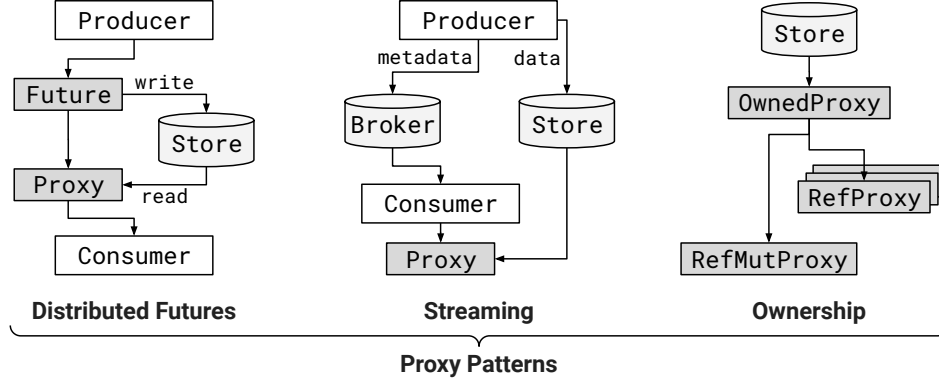 Producer
Future
write
Store
Proxy
read
Consumer
Distributed Futures
Producer
metadata
data
Broker
Store
Consumer
Proxy
Streaming
Store
OwnedProxy
RefProxy
RefMutProxy
Ownership
Proxy Patterns